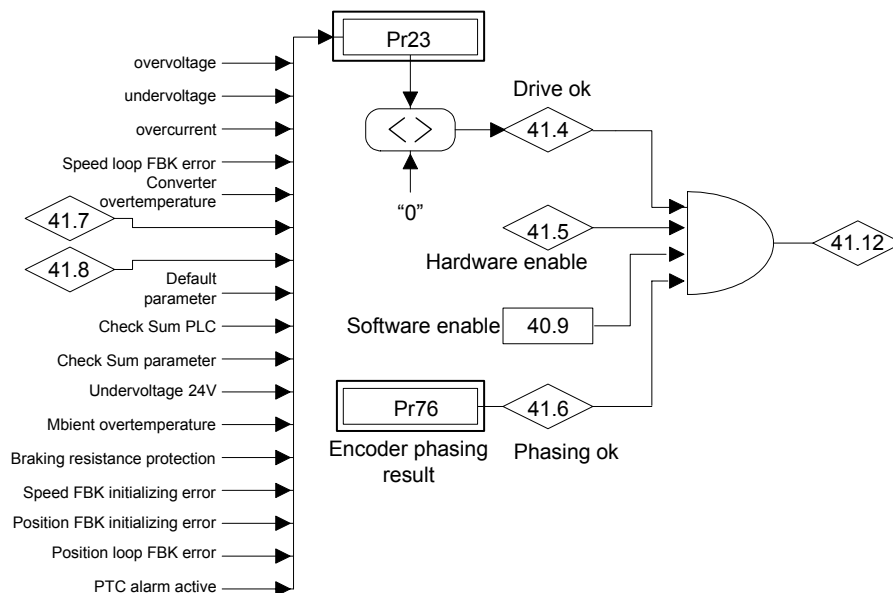 Pr23
overvoltage
undervoltage
overcurrent
Speed loop FBK error
Converter
overtemperature
41.7
41.8
Default
parameter
Check Sum PLC
Check Sum parameter
Undervoltage 24V
Mbient overtemperature
Braking resistance protection
Speed FBK initializing error
Position FBK initializing error
Position loop FBK error
PTC alarm active
< >
“0”
Drive ok
41.4
41.5
Hardware enable
Software enable
40.9
Pr76
Encoder phasing
result
41.6
Phasing ok
41.12